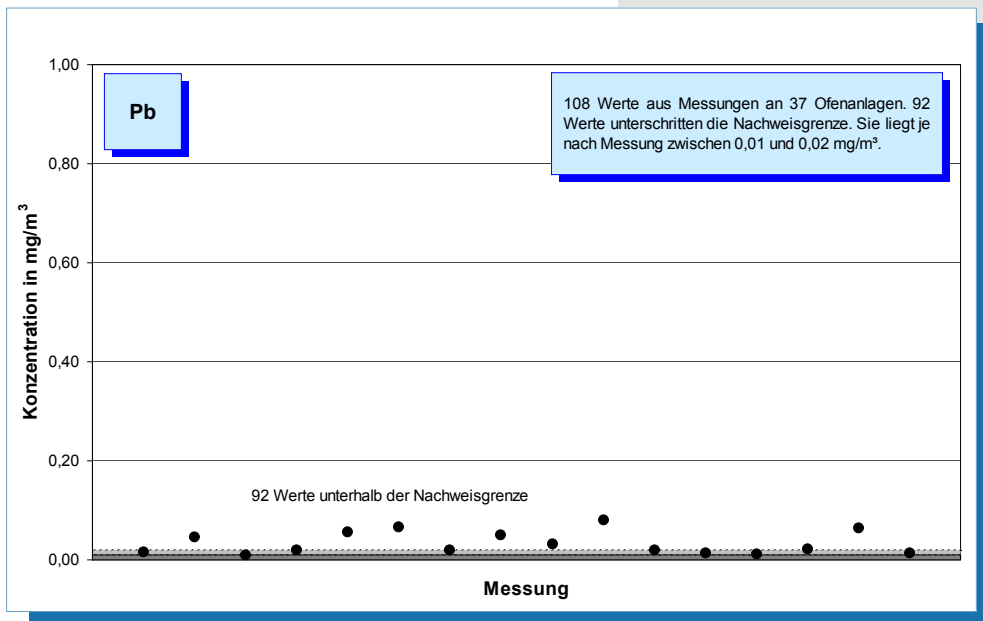 1,00
Pb
108 Werte aus Messungen an 37 Ofenanlagen. 92
Werte unterschritten die Nachweisgrenze. Sie liegt je
nach Messung zwischen 0,01 und 0,02 mg/m³.
0,80
0,60
0,40
0,20
0,00
Konzentration in mg/m³
92 Werte unterhalb der Nachweisgrenze
Messung